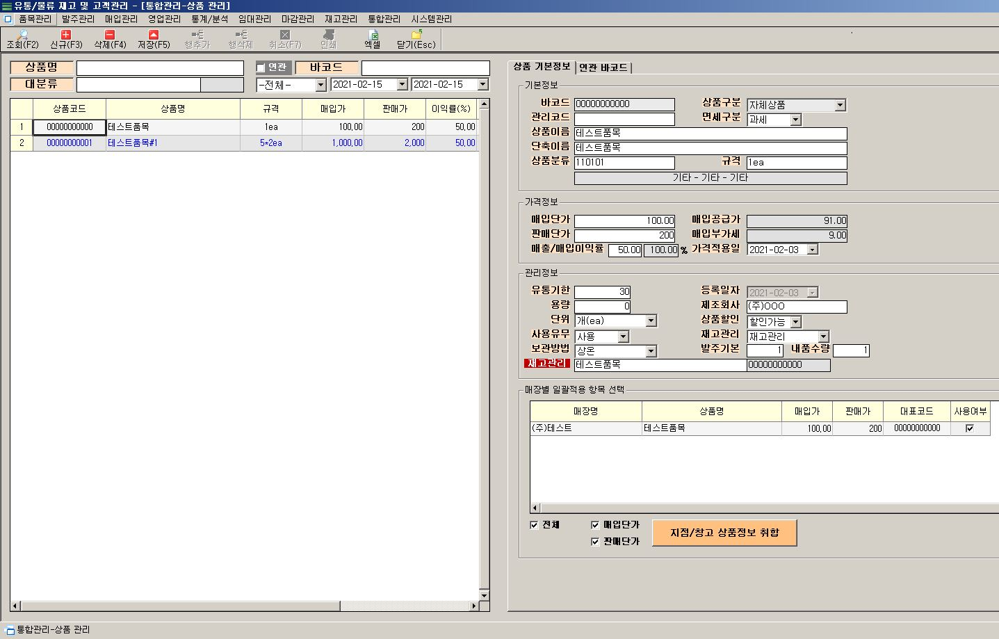 유통/물류 재고 및 고객관리 - [통합관리-상품 관리]
품목관리 발주관리 매입관리 영업관리 통계/분석 임대관리 마감관리 재고관리 통합관리 시스템관리
조회(F2) 신규(F3) 삭제(F4) 저장(F5) 행추가 행삭제 취소(F7) 인쇄 엑셀 닫기(Esc)
상품명 연관 바코드
대분류 -전체- 2021-02-15 2021-02-15
상품코드 상품명 규격 매입가 판매가 이익률(%)
1 00000000000 테스트품목 1ea 100.00 200 50.00
2 00000000001 테스트품목#1 5*2ea 1,000.00 2,000 50.00
상품 기본정보 연관 바코드
기본정보
바코드 00000000000 상품구분 자체상품
관리코드 면세구분 과세
상품이름 테스트품목
단축이름 테스트품목
상품분류 110101 규격 1ea
기타 - 기타 - 기타
가격정보
매입단가 100.00 매입공급가 91.00
판매단가 200 매입부가세 9.00
매출/매입이익률 50.00 100.00 % 가격적용일 2021-02-03
관리정보
유통기한 30 등록일자 2021-02-03
용량 0 제조회사 (주)OOO
단위 개(ea) 상품할인 할인가능
사용유무 사용 재고관리 재고관리
보관방법 상온 발주기본 1 내품수량 1
재고관리 테스트품목 00000000000
매장별 일괄적용 항목 선택
매장명 상품명 매입가 판매가 대표코드 사용여부
(주)테스트 테스트품목 100.00 200 00000000000
전체 매입단가 지점/창고 상품정보 취합
판매단가
통합관리-상품 관리